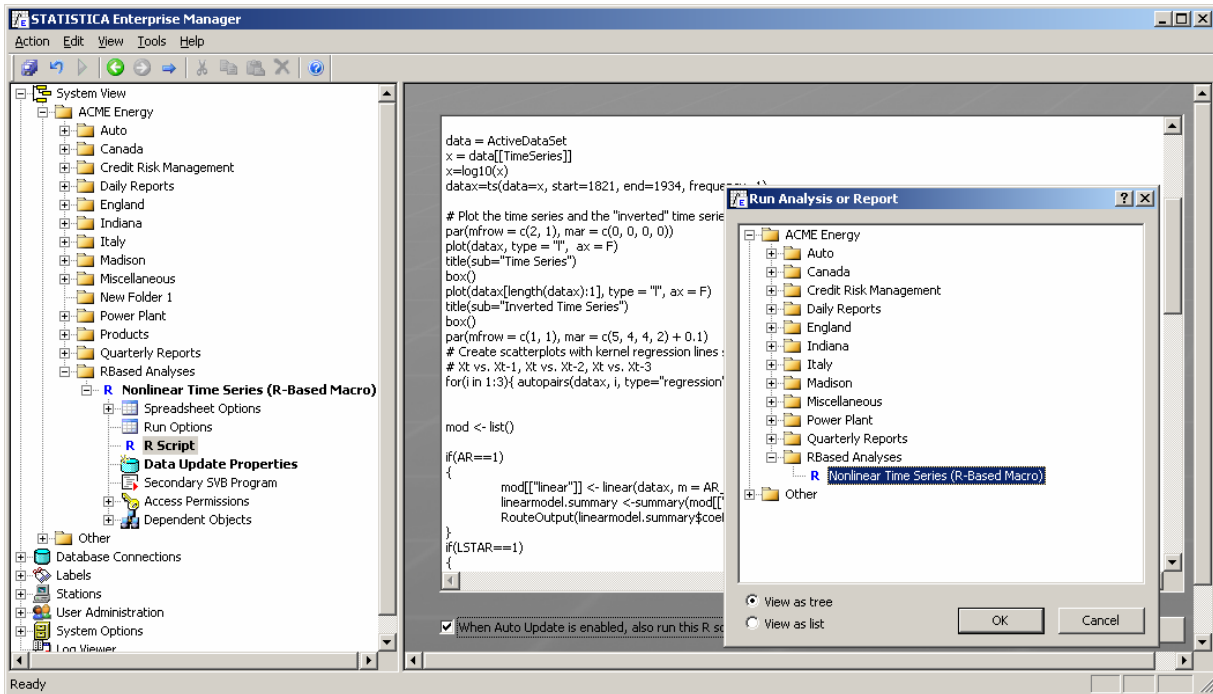 STATISTICA Enterprise Manager
Action Edit View Tools Help
System View
ACME Energy
Auto
Canada
Credit Risk Management
Daily Reports
England
Indiana
Italy
Madison
Miscellaneous
New Folder 1
Power Plant
Products
Quarterly Reports
RBased Analyses
R Nonlinear Time Series (R-Based Macro)
Spreadsheet Options
Run Options
R R Script
Data Update Properties
Secondary SVB Program
Access Permissions
Dependent Objects
Other
Database Connections
Labels
Stations
User Administration
System Options
Log Viewer
data = ActiveDataSet
x = data[[TimeSeries]]
x=log10(x)
datax=ts(data=x, start=1821, end=1934,
# Plot the time series and the "inverted" time serie
par(mfrow = c(2, 1), mar = c(0, 0, 0, 0))
plot(datax, type = "l", ax = F)
title(sub="Time Series")
box()
plot(datax[length(datax):1], type = "l", ax = F)
title(sub="Inverted Time Series")
box()
par(mfrow = c(1, 1), mar = c(5, 4, 4, 2) + 0.1)
# Create scatterplots with kernel regression lines
# Xt vs. Xt-1, Xt vs. Xt-2, Xt vs. Xt-3
for(i in 1:3){ autopairs(datax, i, type="regression"
mod <- list()
if(AR==1)
{
mod[["linear"]] <- linear(datax, m = AR_
linearmodel.summary <-summary(mod[["
RouteOutput(linearmodel.summary$coef
}
if(LSTAR==1)
{
When Auto Update is enabled, also run this R sc
Run Analysis or Report
ACME Energy
Auto
Canada
Credit Risk Management
Daily Reports
England
Indiana
Italy
Madison
Miscellaneous
Power Plant
Quarterly Reports
RBased Analyses
R Nonlinear Time Series (R-Based Macro)
Other
View as tree
View as list
OK
Cancel
Ready